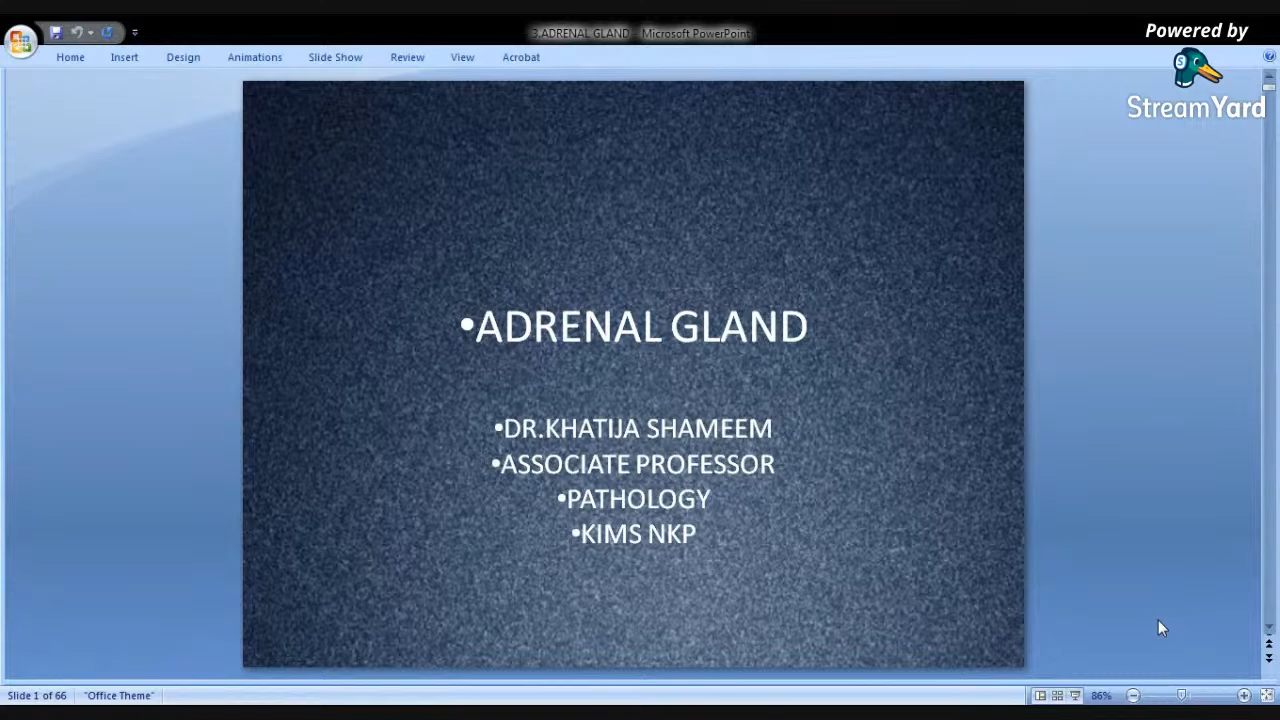 3.ADRENAL GLAND - Microsoft PowerPoint
Powered by
StreamYard
Home Insert Design Animations Slide Show Review View Acrobat
•ADRENAL GLAND
•DR.KHATIJA SHAMEEM
•ASSOCIATE PROFESSOR
•PATHOLOGY
•KIMS NKP
Slide 1 of 66 "Office Theme" 86%